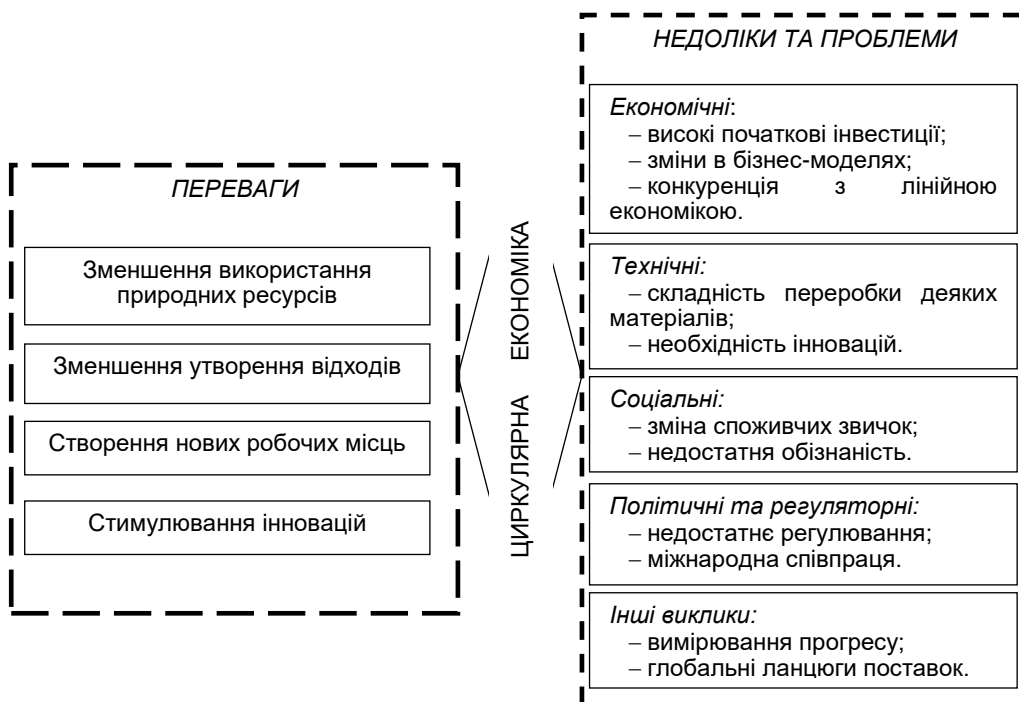 ПЕРЕВАГИ
Зменшення використання
природних ресурсів
Зменшення утворення відходів
Створення нових робочих місць
Стимулювання інновацій
ЦИРКУЛЯРНА ЕКОНОМІКА
НЕДОЛІКИ ТА ПРОБЛЕМИ
Економічні:
– високі початкові інвестиції;
– зміни в бізнес-моделях;
– конкуренція з лінійною
економікою.
Технічні:
– складність переробки деяких
матеріалів;
– необхідність інновацій.
Соціальні:
– зміна споживчих звичок;
– недостатня обізнаність.
Політичні та регуляторні:
– недостатнє регулювання;
– міжнародна співпраця.
Інші виклики:
– вимірювання прогресу;
– глобальні ланцюги поставок.